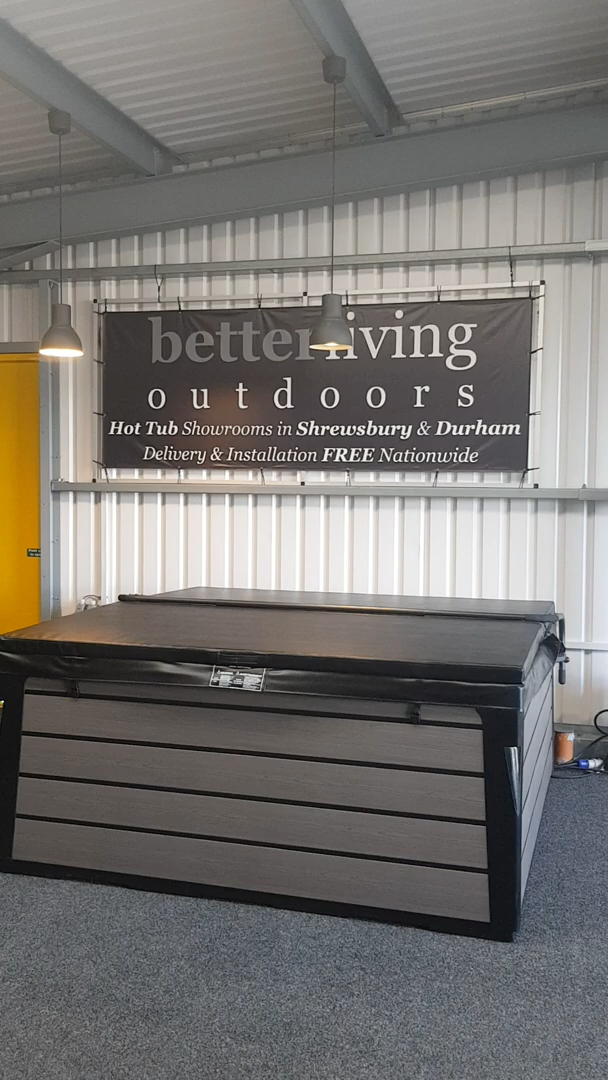 betterliving
outdoors
Hot Tub Showrooms in Shrewsbury & Durham
Delivery & Installation FREE Nationwide